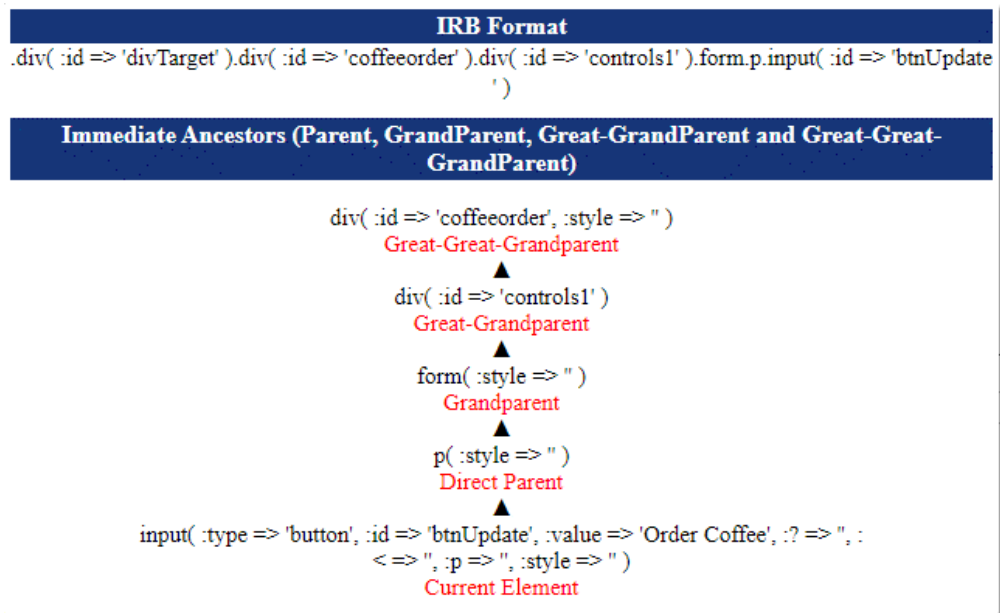 IRB Format
.div( :id => 'divTarget' ).div( :id => 'coffeeorder' ).div( :id => 'controls1' ).form.p.input( :id => 'btnUpdate
' )
Immediate Ancestors (Parent, GrandParent, Great-GrandParent and Great-Great-
GrandParent)
div( :id => 'coffeeorder', :style => '' )
Great-Great-Grandparent
▲
div( :id => 'controls1' )
Great-Grandparent
▲
form( :style => '' )
Grandparent
▲
p( :style => '' )
Direct Parent
▲
input( :type => 'button', :id => 'btnUpdate', :value => 'Order Coffee', :? => '', :
< => '', :p => '', :style => '' )
Current Element